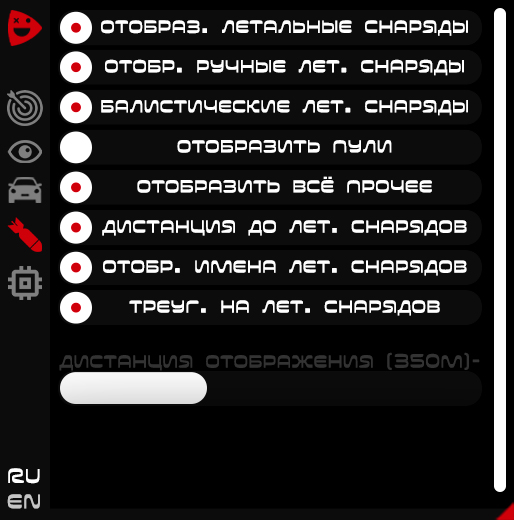 ОТОБРАЗ. ЛЕТАЛЬНЫЕ СНАРЯДЫ
ОТОБР. РУЧНЫЕ ЛЕТ. СНАРЯДЫ
БАЛИСТИЧЕСКИЕ ЛЕТ. СНАРЯДЫ
ОТОБРАЗИТЬ ПУЛИ
ОТОБРАЗИТЬ ВСЁ ПРОЧЕЕ
ДИСТАНЦИЯ ДО ЛЕТ. СНАРЯДОВ
ОТОБР. ИМЕНА ЛЕТ. СНАРЯДОВ
ТРЕУГ. НА ЛЕТ. СНАРЯДОВ
ДИСТАНЦИЯ ОТОБРАЖЕНИЯ (350М)-
RU
EN